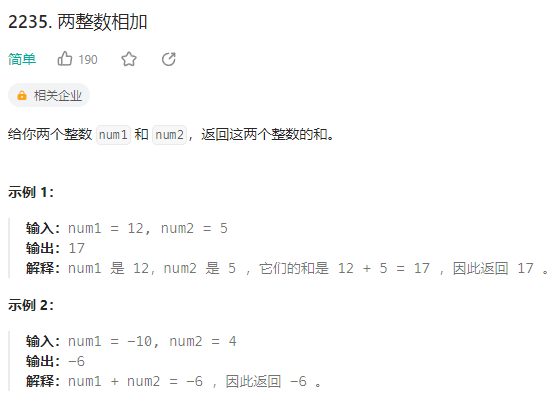 2235. 两整数相加
简单 190
相关企业
给你两个整数 num1 和 num2，返回这两个整数的和。
示例 1：
输入：num1 = 12, num2 = 5
输出：17
解释：num1 是 12，num2 是 5 ，它们的和是 12 + 5 = 17 ，因此返回 17 。
示例 2：
输入：num1 = -10, num2 = 4
输出：-6
解释：num1 + num2 = -6 ，因此返回 -6 。